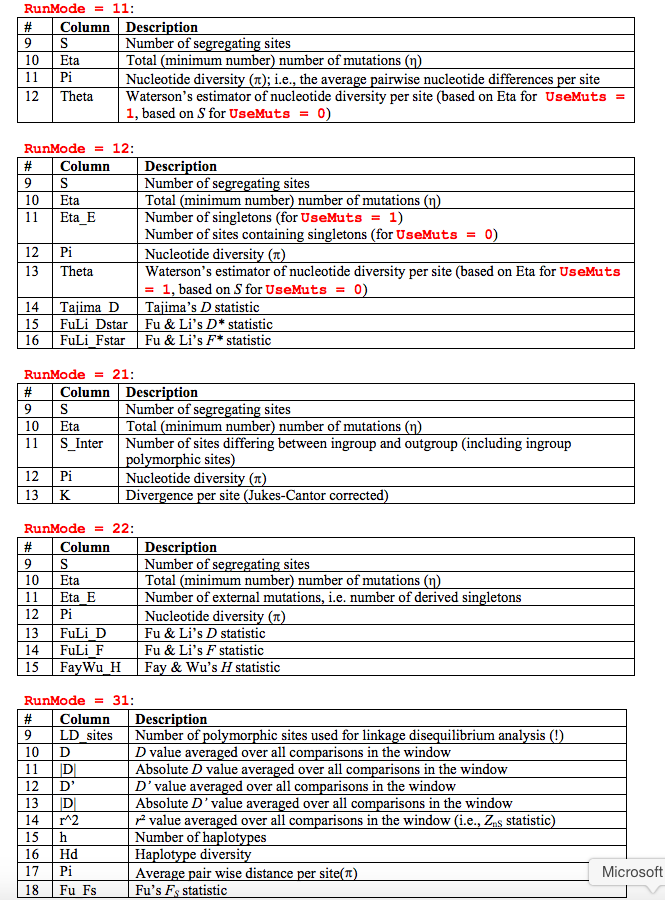 RunMode = 11:
# Column Description
9 S Number of segregating sites
10 Eta Total (minimum number) number of mutations (η)
11 Pi Nucleotide diversity (π); i.e., the average pairwise nucleotide differences per site
12 Theta Waterson’s estimator of nucleotide diversity per site (based on Eta for UseMuts =
1, based on S for UseMuts = 0)
RunMode = 12:
# Column Description
9 S Number of segregating sites
10 Eta Total (minimum number) number of mutations (η)
11 Eta_E Number of singletons (for UseMuts = 1)
Number of sites containing singletons (for UseMuts = 0)
12 Pi Nucleotide diversity (π)
13 Theta Waterson’s estimator of nucleotide diversity per site (based on Eta for UseMuts
= 1, based on S for UseMuts = 0)
14 Tajima_D Tajima’s D statistic
15 FuLi_Dstar Fu & Li’s D* statistic
16 FuLi_Fstar Fu & Li’s F* statistic
RunMode = 21:
# Column Description
9 S Number of segregating sites
10 Eta Total (minimum number) number of mutations (η)
11 S_Inter Number of sites differing between ingroup and outgroup (including ingroup
polymorphic sites)
12 Pi Nucleotide diversity (π)
13 K Divergence per site (Jukes-Cantor corrected)
RunMode = 22:
# Column Description
9 S Number of segregating sites
10 Eta Total (minimum number) number of mutations (η)
11 Eta_E Number of external mutations, i.e. number of derived singletons
12 Pi Nucleotide diversity (π)
13 FuLi_D Fu & Li’s D statistic
14 FuLi_F Fu & Li’s F statistic
15 FayWu_H Fay & Wu’s H statistic
RunMode = 31:
# Column Description
9 LD_sites Number of polymorphic sites used for linkage disequilibrium analysis (!)
10 D D value averaged over all comparisons in the window
11 |D| Absolute D value averaged over all comparisons in the window
12 D’ D’ value averaged over all comparisons in the window
13 |D| Absolute D’ value averaged over all comparisons in the window
14 r^2 r² value averaged over all comparisons in the window (i.e., ZnS statistic)
15 h Number of haplotypes
16 Hd Haplotype diversity
17 Pi Average pair wise distance per site(π)
18 Fu_Fs Fu’s FS statistic
Microsoft